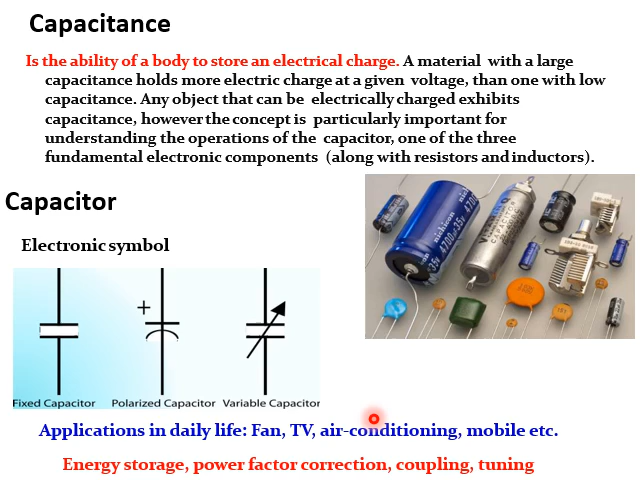 Capacitance
Is the ability of a body to store an electrical charge. A material with a large
capacitance holds more electric charge at a given voltage, than one with low
capacitance. Any object that can be electrically charged exhibits
capacitance, however the concept is particularly important for
understanding the operations of the capacitor, one of the three
fundamental electronic components (along with resistors and inductors).
Capacitor
Electronic symbol
+
Fixed Capacitor Polarized Capacitor Variable Capacitor
nichicon
4700 35V
Applications in daily life: Fan, TV, air-conditioning, mobile etc.
Energy storage, power factor correction, coupling, tuning